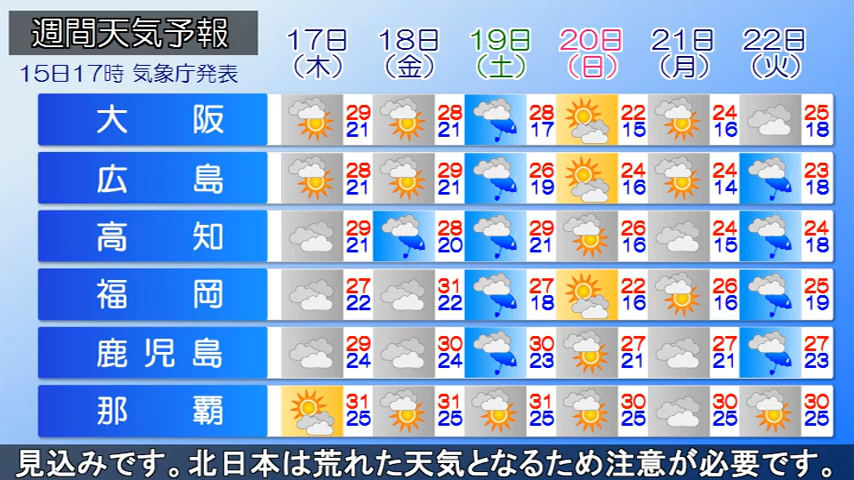 週間天気予報
15日17時 気象庁発表
17日 18日 19日 20日 21日 22日
(木) (金) (土) (日) (月) (火)
大阪 29 21 28 21 28 17 22 15 24 16 25 18
広島 28 21 29 21 26 19 24 16 24 14 23 18
高知 29 21 28 20 29 21 26 16 24 15 24 18
福岡 27 22 31 22 27 18 22 16 26 16 25 19
鹿児島 29 24 30 24 30 23 27 21 27 21 27 23
那覇 31 25 31 25 31 25 30 25 30 25 30 25
見込みです。北日本は荒れた天気となるため注意が必要です。